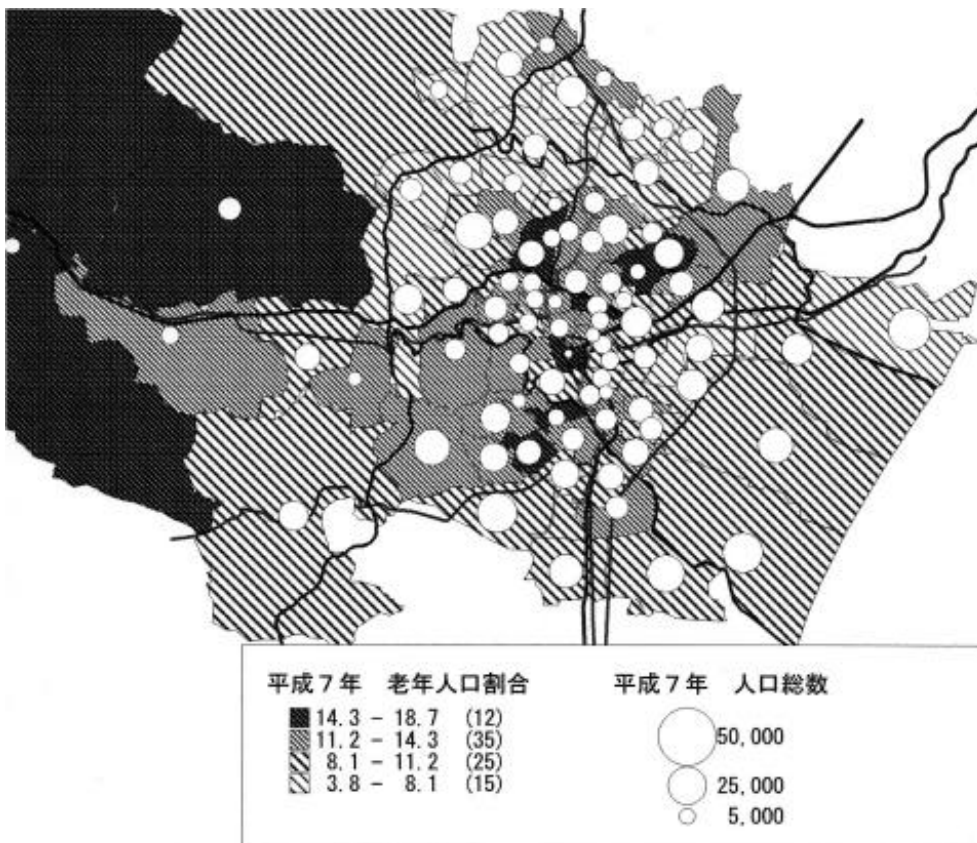 平成７年　老年人口割合
14.3 － 18.7 (12)
11.2 － 14.3 (35)
8.1 － 11.2 (25)
3.8 － 8.1 (15)
平成７年　人口総数
50,000
25,000
5,000